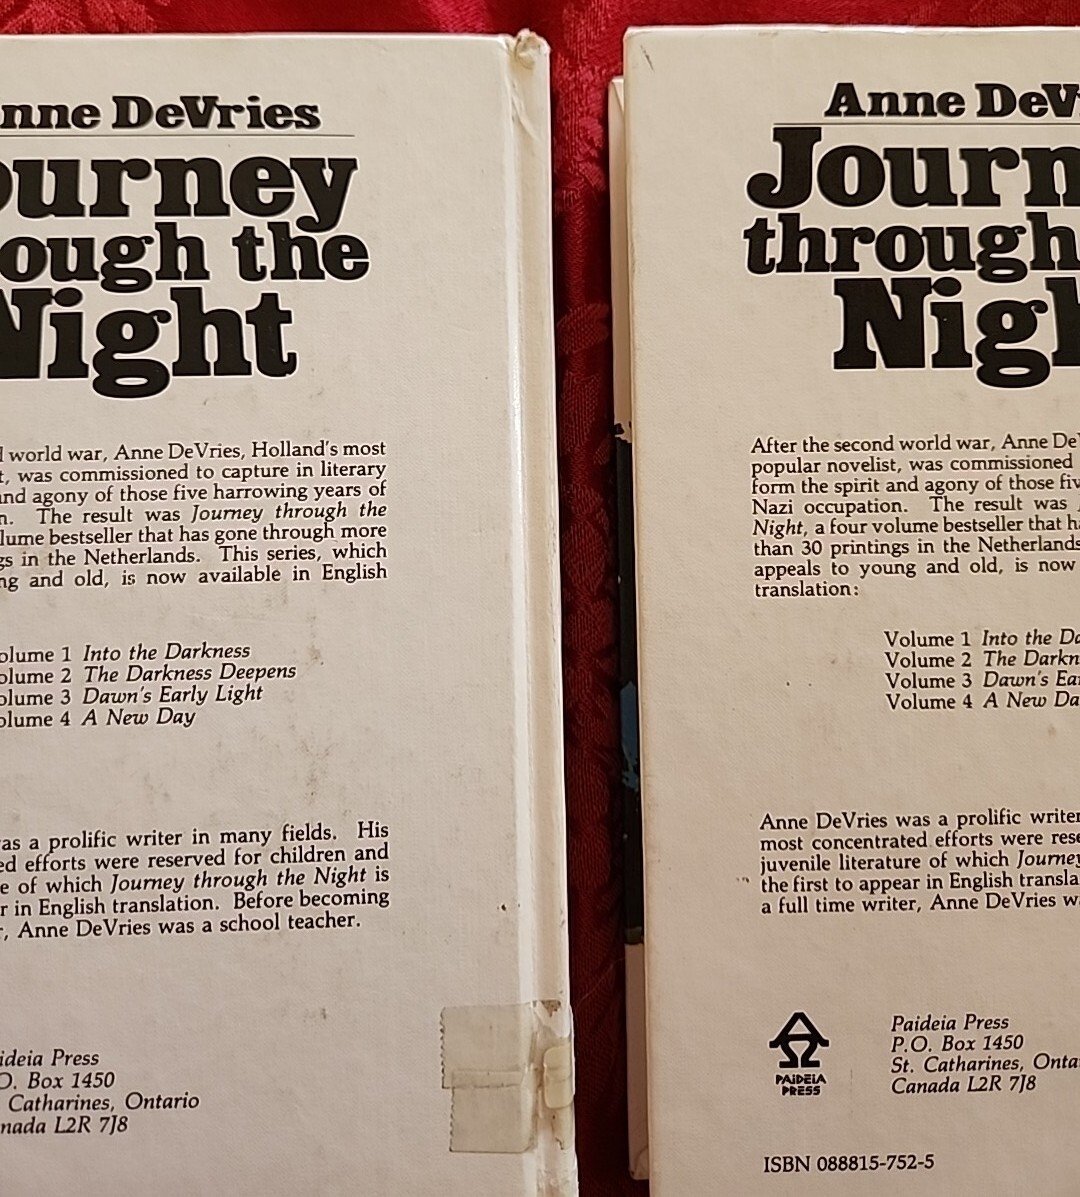 nne DeVries
ourney
ough the
Night
world war, Anne DeVries, Holland's most
t, was commissioned to capture in literary
nd agony of those five harrowing years of
n. The result was Journey through the
lume bestseller that has gone through more
gs in the Netherlands. This series, which
ng and old, is now available in English
olume 1 Into the Darkness
olume 2 The Darkness Deepens
olume 3 Dawn's Early Light
olume 4 A New Day
as a prolific writer in many fields. His
ed efforts were reserved for children and
e of which Journey through the Night is
r in English translation. Before becoming
r, Anne DeVries was a school teacher.
ideia Press
O. Box 1450
Catharines, Ontario
nada L2R 7J8
Anne DeV
Journ
through
Nigh
After the second world war, Anne De
popular novelist, was commissioned
form the spirit and agony of those fiv
Nazi occupation. The result was
Night, a four volume bestseller that ha
than 30 printings in the Netherlands
appeals to young and old, is now
translation:
Volume 1 Into the Da
Volume 2 The Darkn
Volume 3 Dawn's Ear
Volume 4 A New Da
Anne DeVries was a prolific writer
most concentrated efforts were rese
juvenile literature of which Journey
the first to appear in English transla
a full time writer, Anne DeVries wa
PAIDEIA
PRESS
Paideia Press
P.O. Box 1450
St. Catharines, Onta
Canada L2R 7J8
ISBN 088815-752-5